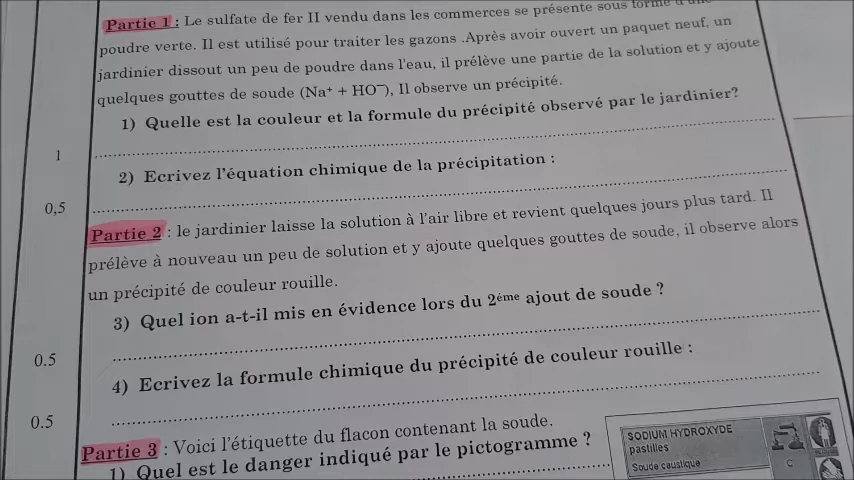 Partie 1 : Le sulfate de fer II vendu dans les commerces se présente sous forme d'une
poudre verte. Il est utilisé pour traiter les gazons .Après avoir ouvert un paquet neuf, un
jardinier dissout un peu de poudre dans l'eau, il prélève une partie de la solution et y ajoute
quelques gouttes de soude (Na⁺ + HO⁻), Il observe un précipité.
1) Quelle est la couleur et la formule du précipité observé par le jardinier?
1
2) Ecrivez l'équation chimique de la précipitation :
0,5
Partie 2 : le jardinier laisse la solution à l'air libre et revient quelques jours plus tard. Il
prélève à nouveau un peu de solution et y ajoute quelques gouttes de soude, il observe alors
un précipité de couleur rouille.
3) Quel ion a-t-il mis en évidence lors du 2ème ajout de soude ?
0.5
4) Ecrivez la formule chimique du précipité de couleur rouille :
0.5
Partie 3 : Voici l'étiquette du flacon contenant la soude.
1) Quel est le danger indiqué par le pictogramme ?
SODIUM HYDROXYDE
pastilles
Soude caustique
C